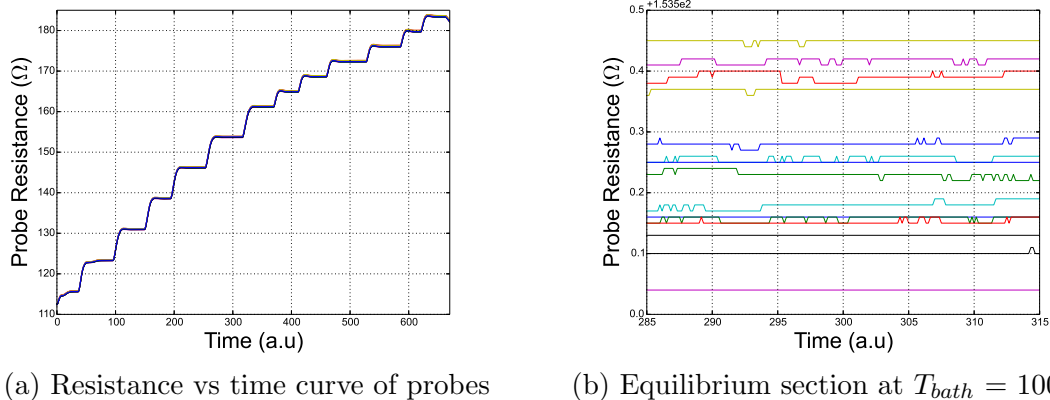 180
170
160
150
140
130
120
110
Probe Resistance (Ω)
0 100 200 300 400 500 600
Time (a.u)
+1.535e2
0.5
0.4
0.3
0.2
0.1
0.0
Probe Resistance (Ω)
285 290 295 300 305 310 315
Time (a.u)
(a) Resistance vs time curve of probes
(b) Equilibrium section at T_bath = 100